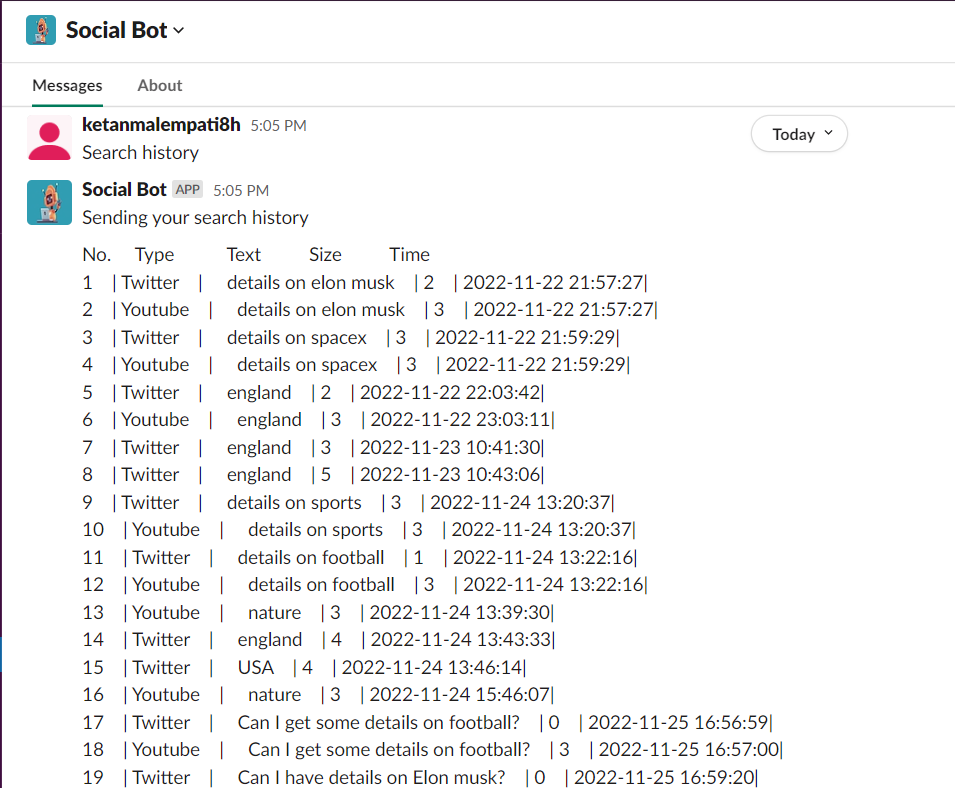 Social Bot
Messages About
ketanmalempati8h 5:05 PM
Today
Search history
Social Bot APP 5:05 PM
Sending your search history
No. Type Text Size Time
1 | Twitter | details on elon musk | 2 | 2022-11-22 21:57:27|
2 | Youtube | details on elon musk | 3 | 2022-11-22 21:57:27|
3 | Twitter | details on spacex | 3 | 2022-11-22 21:59:29|
4 | Youtube | details on spacex | 3 | 2022-11-22 21:59:29|
5 | Twitter | england | 2 | 2022-11-22 22:03:42|
6 | Youtube | england | 3 | 2022-11-22 23:03:11|
7 | Twitter | england | 3 | 2022-11-23 10:41:30|
8 | Twitter | england | 5 | 2022-11-23 10:43:06|
9 | Twitter | details on sports | 3 | 2022-11-24 13:20:37|
10 | Youtube | details on sports | 3 | 2022-11-24 13:20:37|
11 | Twitter | details on football | 1 | 2022-11-24 13:22:16|
12 | Youtube | details on football | 3 | 2022-11-24 13:22:16|
13 | Youtube | nature | 3 | 2022-11-24 13:39:30|
14 | Twitter | england | 4 | 2022-11-24 13:43:33|
15 | Twitter | USA | 4 | 2022-11-24 13:46:14|
16 | Youtube | nature | 3 | 2022-11-24 15:46:07|
17 | Twitter | Can I get some details on football? | 0 | 2022-11-25 16:56:59|
18 | Youtube | Can I get some details on football? | 3 | 2022-11-25 16:57:00|
19 | Twitter | Can I have details on Elon musk? | 0 | 2022-11-25 16:59:20|